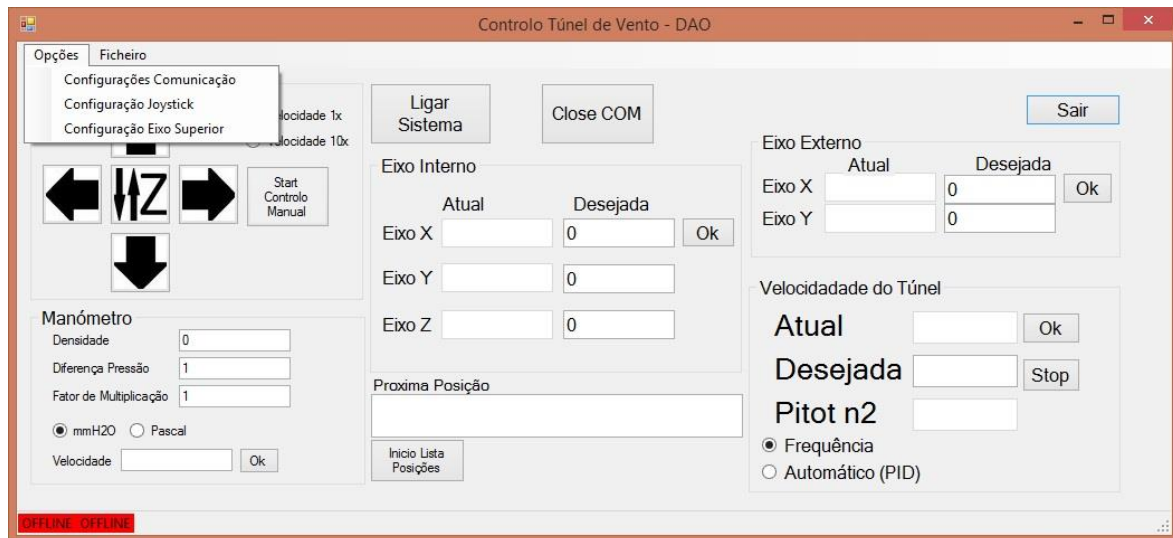 Controlo Túnel de Vento - DAO
Opções Ficheiro
Configurações Comunicação
Configuração Joystick
Configuração Eixo Superior
elocidade 1x
elocidade 10x
Z
Start
Controlo
Manual
Manómetro
Densidade 0
Diferença Pressão 1
Fator de Multiplicação 1
mmH2O Pascal
Velocidade Ok
Ligar
Sistema
Close COM
Eixo Interno
Atual Desejada
Eixo X 0 Ok
Eixo Y 0
Eixo Z 0
Proxima Posição
Inicio Lista
Posições
Sair
Eixo Externo
Atual Desejada
Eixo X 0 Ok
Eixo Y 0
Velocidadade do Túnel
Atual Ok
Desejada Stop
Pitot n2
Frequência
Automático (PID)
OFFLINE OFFLINE